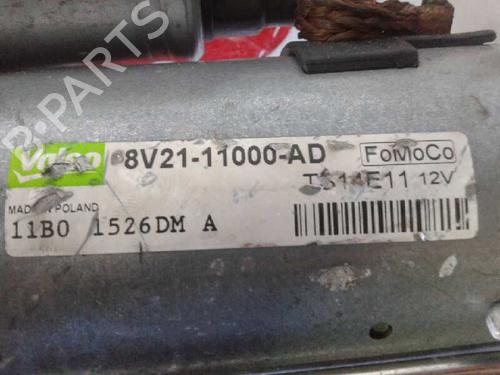 B-PARTS
Valeo 8V21-11000-AD FoMoCo
TS14E11 12V
MADE IN POLAND
11B0 1526DM A